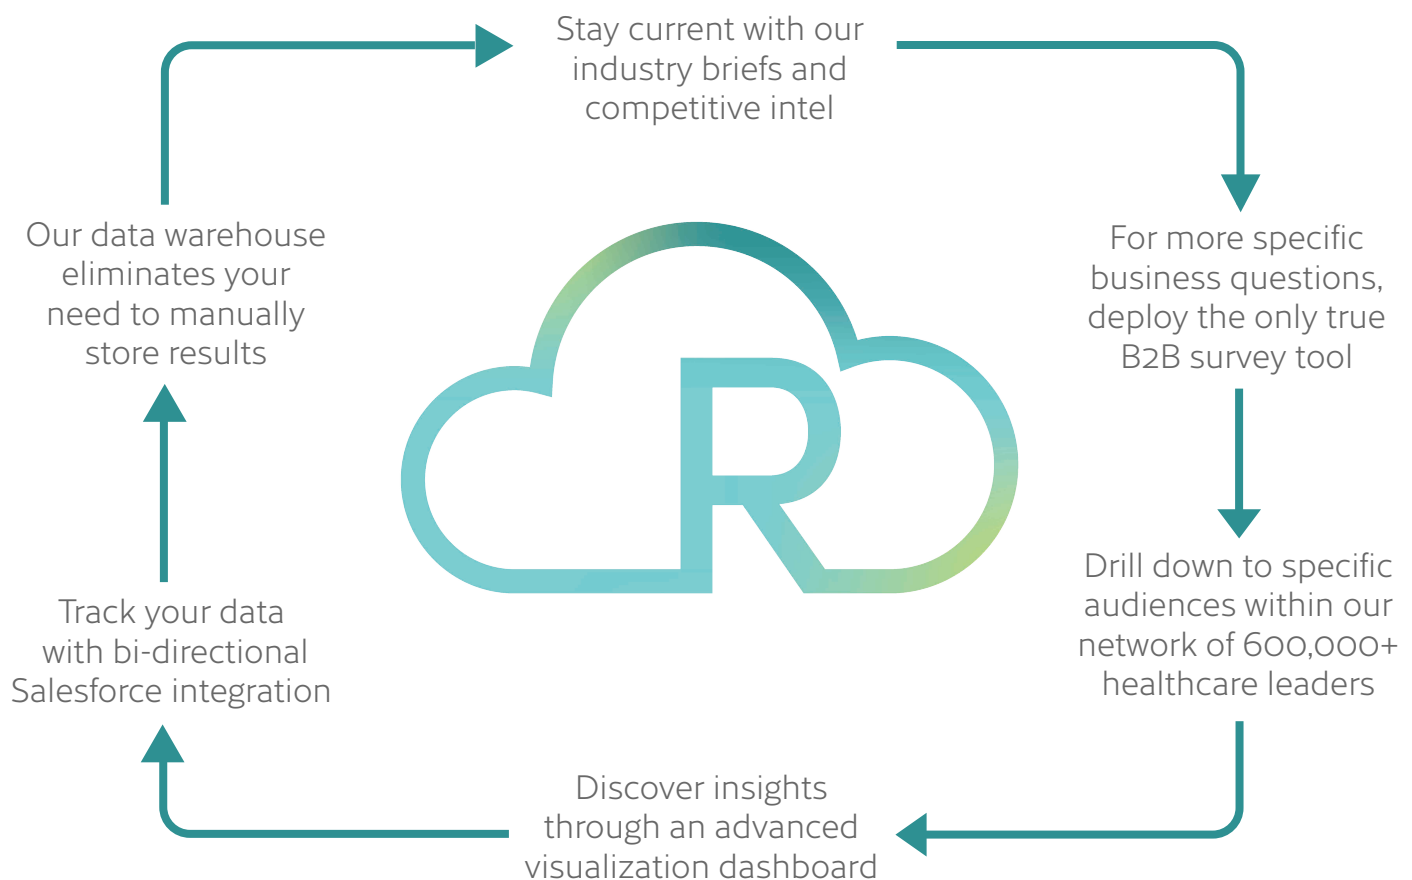 Stay current with our
industry briefs and
competitive intel
For more specific
business questions,
deploy the only true
B2B survey tool
Drill down to specific
audiences within our
network of 600,000+
healthcare leaders
Discover insights
through an advanced
visualization dashboard
Track your data
with bi-directional
Salesforce integration
Our data warehouse
eliminates your
need to manually
store results
R